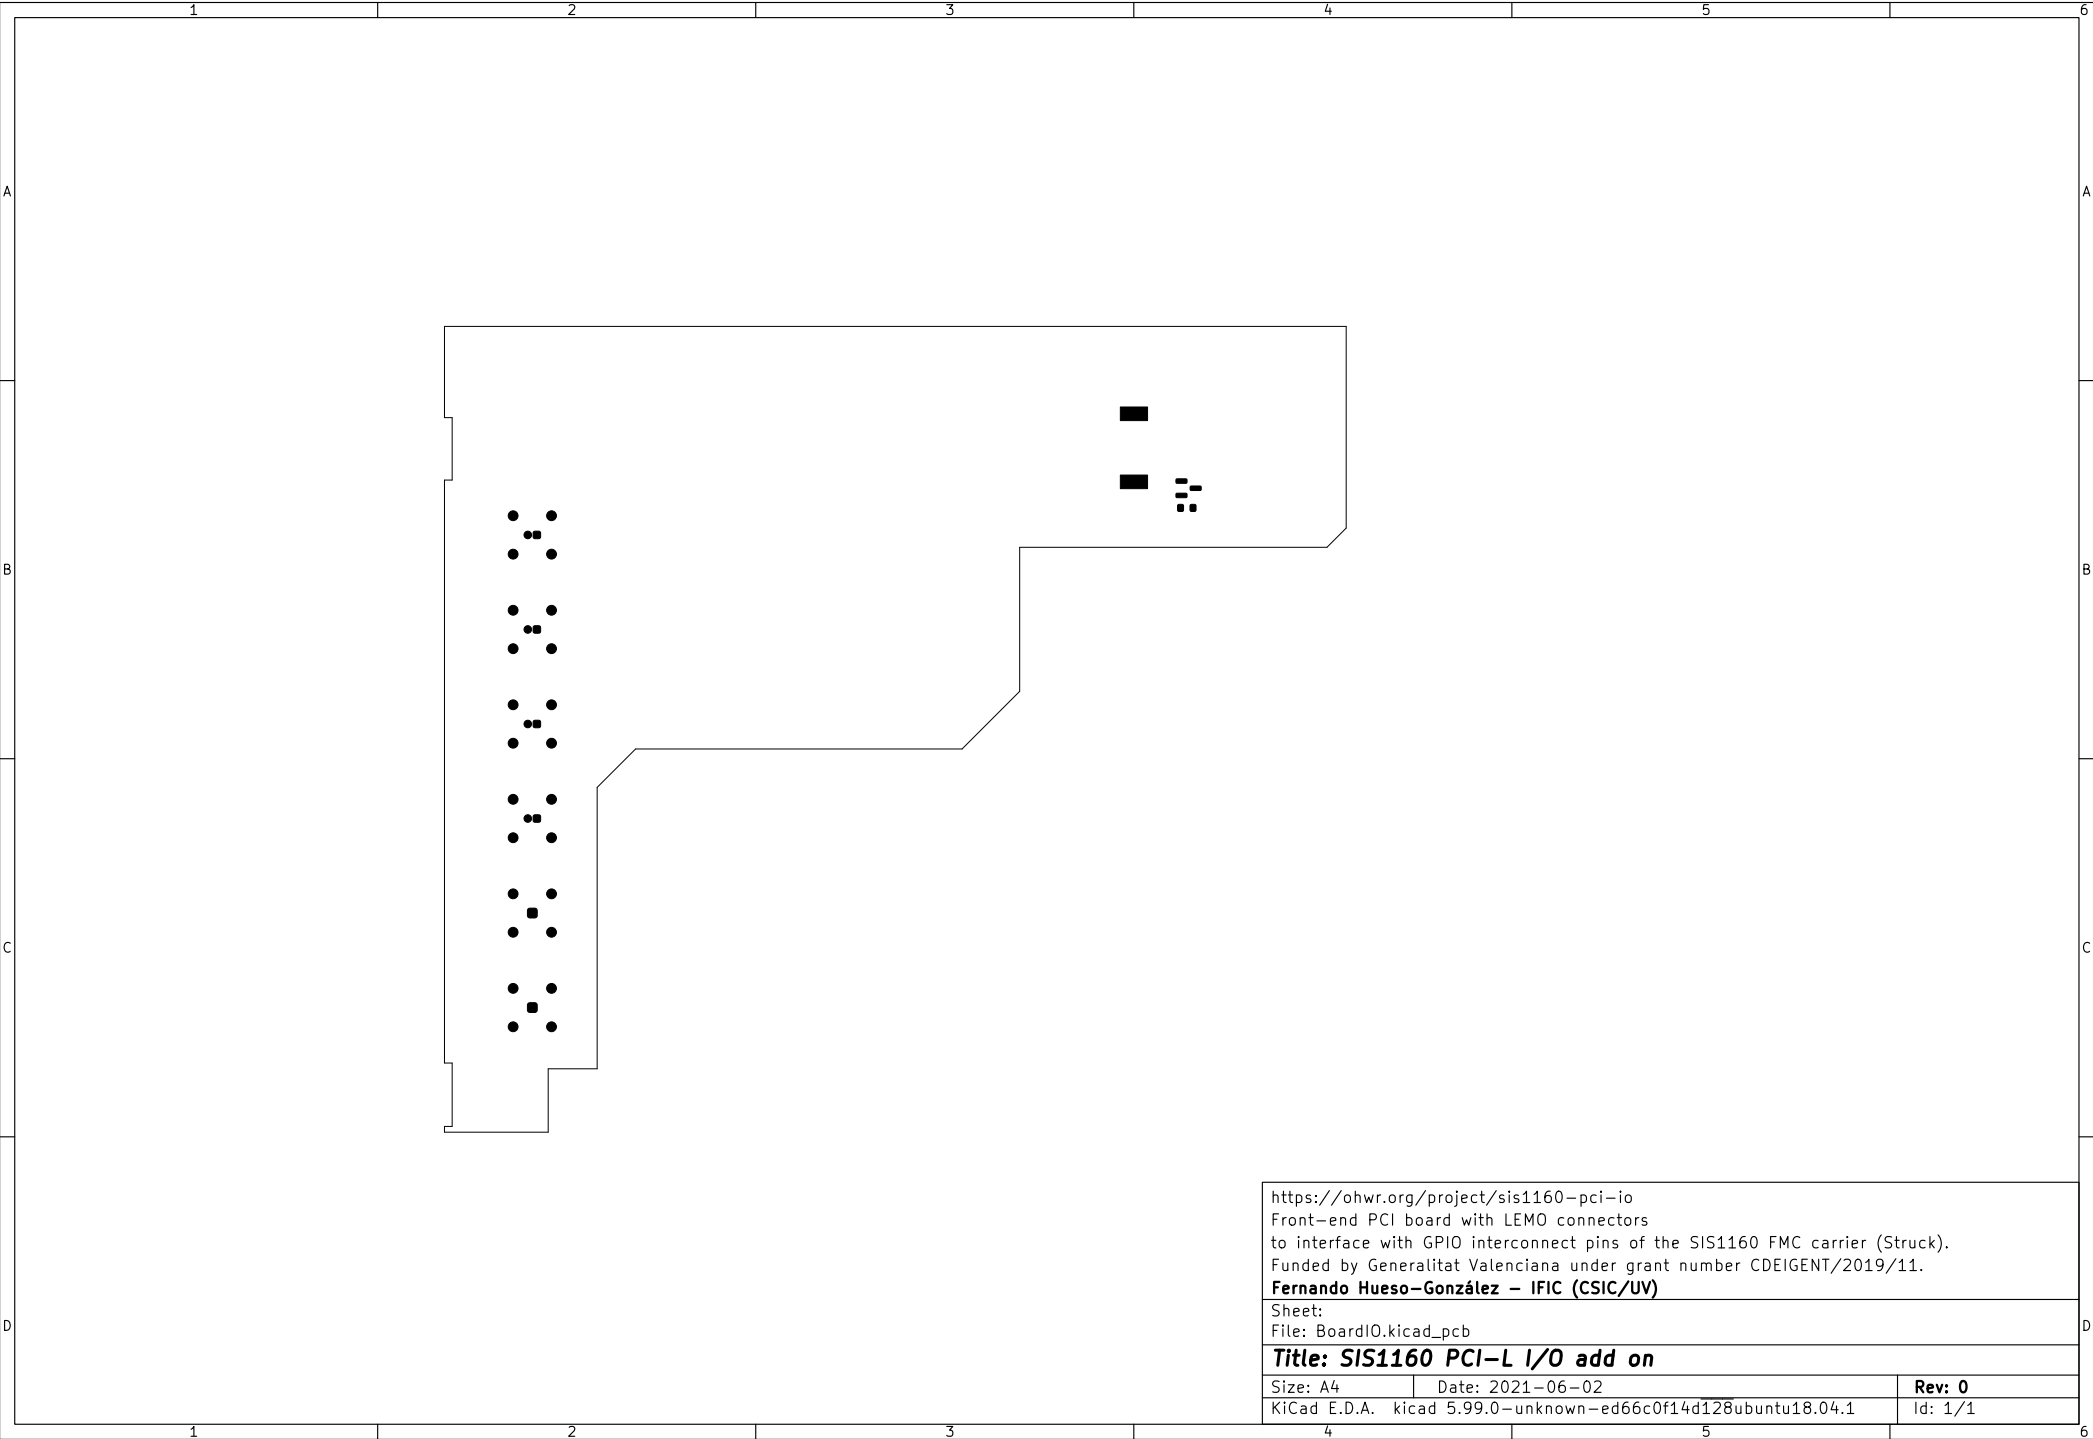 1 2 3 4 5 6
A A
B B
C C
https://ohwr.org/project/sis1160-pci-io
Front-end PCI board with LEMO connectors
to interface with GPIO interconnect pins of the SIS1160 FMC carrier (Struck).
Funded by Generalitat Valenciana under grant number CDEIGENT/2019/11.
Fernando Hueso-González - IFIC (CSIC/UV)
Sheet:
D D
File: BoardIO.kicad_pcb
Title: SIS1160 PCI-L I/O add on
Size: A4 Date: 2021-06-02 Rev: 0
KiCad E.D.A. kicad 5.99.0-unknown-ed66c0f14d128ubuntu18.04.1 Id: 1/1
1 2 3 4 5 6